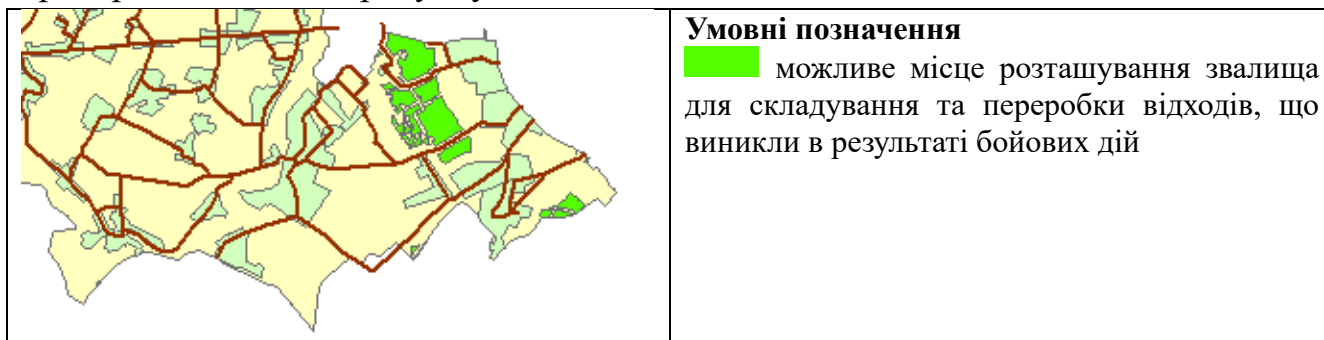 Умовні позначення
можливе місце розташування звалища
для складування та переробки відходів, що
виникли в результаті бойових дій